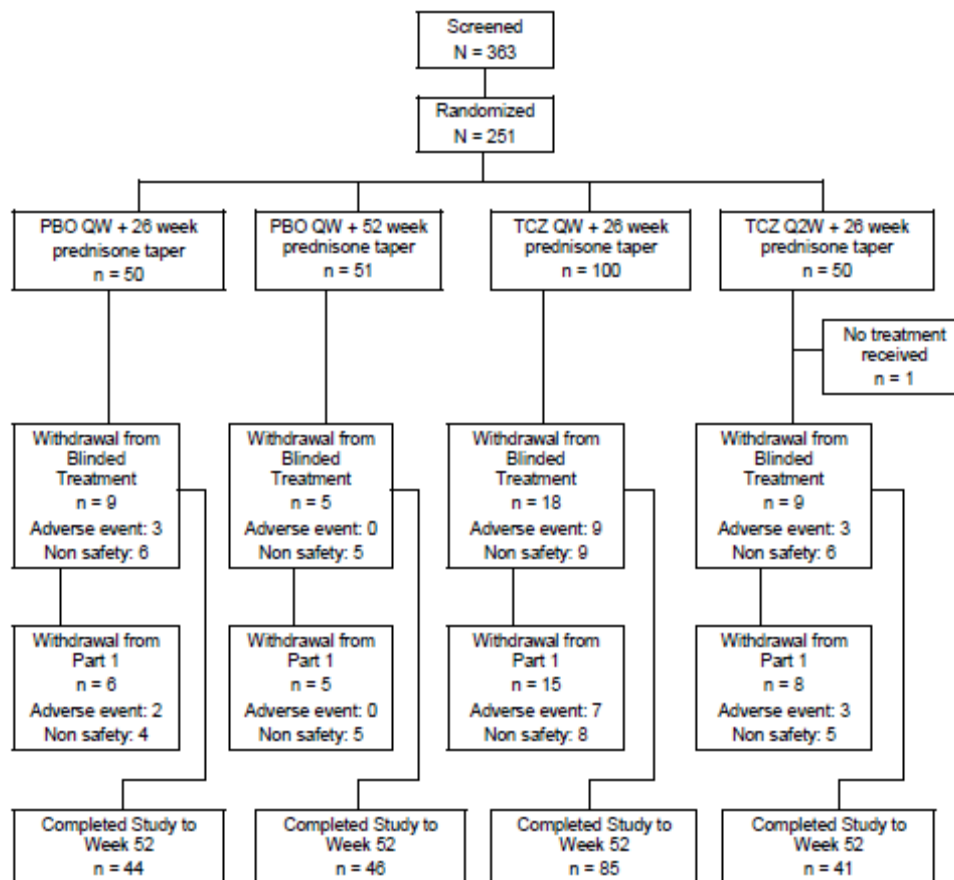 Screened
N = 363
Randomized
N = 251
PBO QW + 26 week
prednisone taper
n = 50
PBO QW + 52 week
prednisone taper
n = 51
TCZ QW + 26 week
prednisone taper
n = 100
TCZ Q2W + 26 week
prednisone taper
n = 50
No treatment
received
n = 1
Withdrawal from
Blinded
Treatment
n = 9
Adverse event: 3
Non safety: 6
Withdrawal from
Blinded
Treatment
n = 5
Adverse event: 0
Non safety: 5
Withdrawal from
Blinded
Treatment
n = 18
Adverse event: 9
Non safety: 9
Withdrawal from
Blinded
Treatment
n = 9
Adverse event: 3
Non safety: 6
Withdrawal from
Part 1
n = 6
Adverse event: 2
Non safety: 4
Withdrawal from
Part 1
n = 5
Adverse event: 0
Non safety: 5
Withdrawal from
Part 1
n = 15
Adverse event: 7
Non safety: 8
Withdrawal from
Part 1
n = 8
Adverse event: 3
Non safety: 5
Completed Study to
Week 52
n = 44
Completed Study to
Week 52
n = 46
Completed Study to
Week 52
n = 85
Completed Study to
Week 52
n = 41